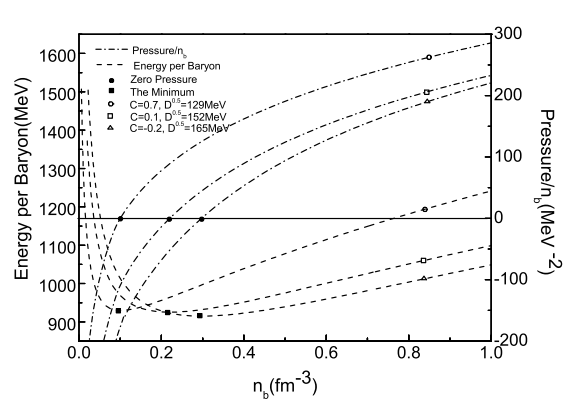 Pressure/n_b
Energy per Baryon
Zero Pressure
The Minimum
C=0.7, D^0.5=129MeV
C=0.1, D^0.5=152MeV
C=-0.2, D^0.5=165MeV
Energy per Baryon(MeV)
1600
1500
1400
1300
1200
1100
1000
900
300
200
100
0
-100
-200
Pressure/n_b(MeV^-2)
0.0
0.2
0.4
0.6
0.8
1.0
n_b(fm^-3)